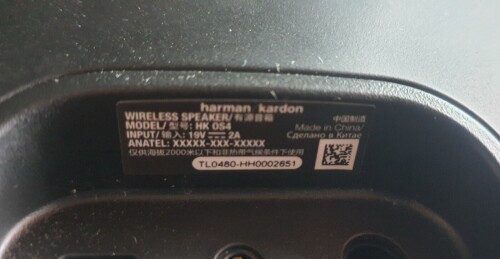 harman kardon
WIRELESS SPEAKER/有源音箱
MODEL/型号: HK OS4
INPUT/输入: 19V ⎓ 2A
ANATEL: XXXXX-XXX-XXXXX
仅供海拔2000米以下和非热带气候条件下使用
中国制造
Made in China/
Сделано в Китае
TL0480-HH0002651